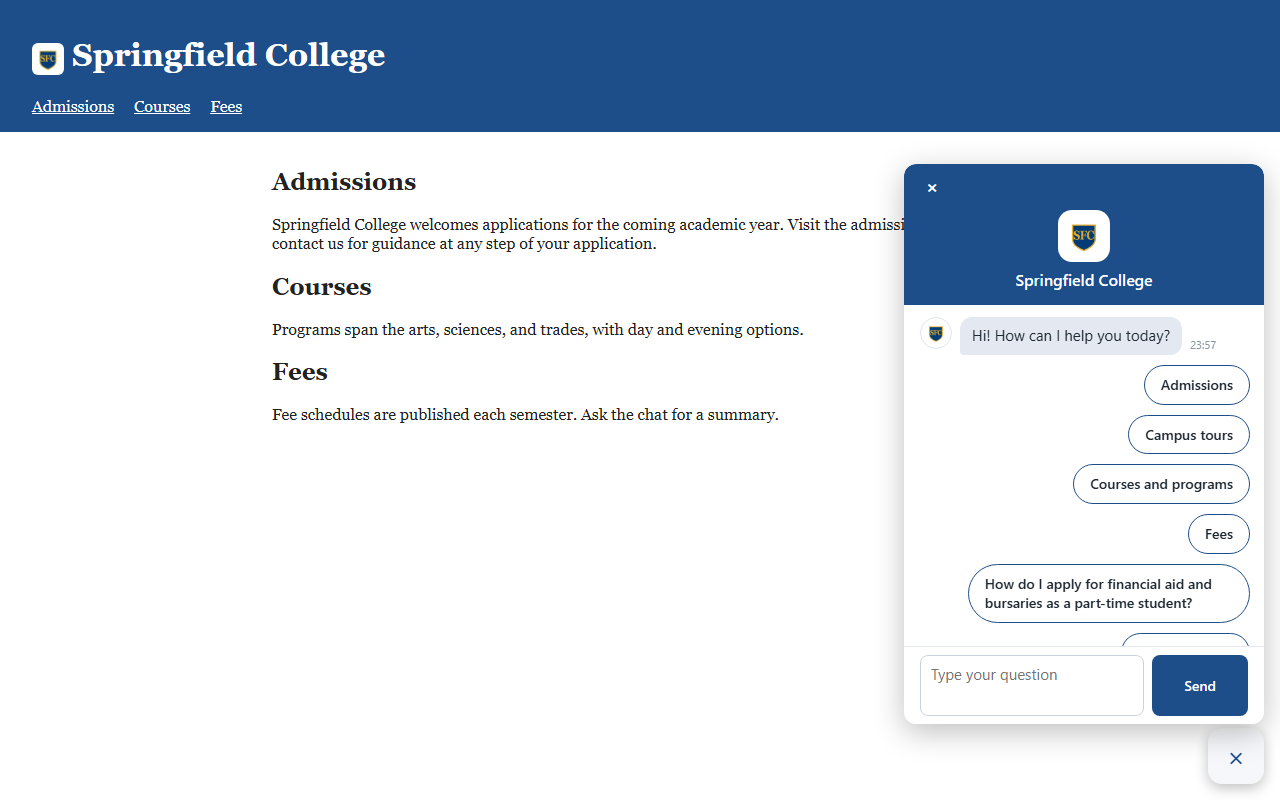 SFC Springfield College
Admissions Courses Fees
Admissions
Springfield College welcomes applications for the coming academic year. Visit the
contact us for guidance at any step of your application.
Courses
Programs span the arts, sciences, and trades, with day and evening options.
Fees
Fee schedules are published each semester. Ask the chat for a summary.
×
SFC
Springfield College
SFC
Hi! How can I help you today?
23:57
Admissions
Campus tours
Courses and programs
Fees
How do I apply for financial aid and
bursaries as a part-time student?
Type your question
Send
×